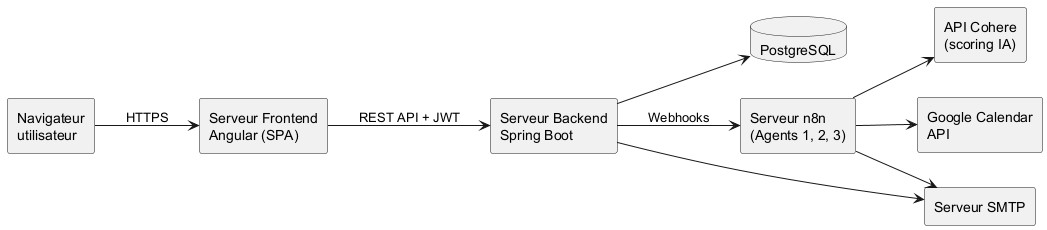 Navigateur
utilisateur
HTTPS
Serveur Frontend
Angular (SPA)
REST API + JWT
Serveur Backend
Spring Boot
PostgreSQL
Webhooks
Serveur n8n
(Agents 1, 2, 3)
API Cohere
(scoring IA)
Google Calendar
API
Serveur SMTP